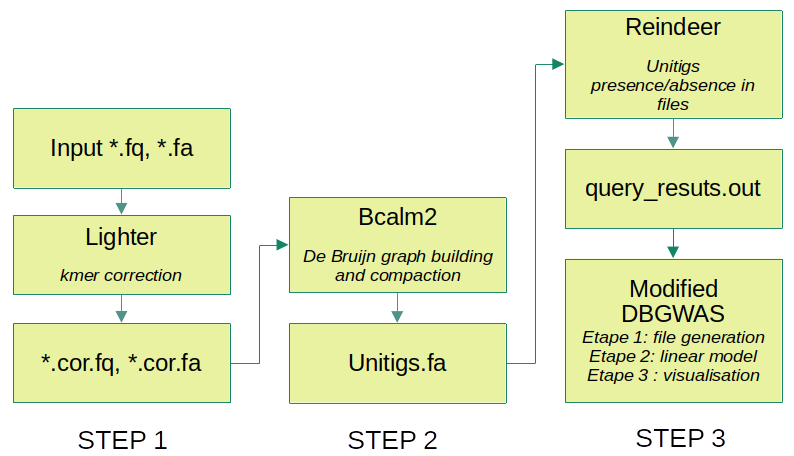 Input *.fq, *.fa
Lighter
kmer correction
*.cor.fq, *.cor.fa
STEP 1
Bcalm2
De Bruijn graph building
and compaction
Unitigs.fa
STEP 2
Reindeer
Unitigs
presence/absence in
files
query_resuts.out
Modified
DBGWAS
Etape 1: file generation
Etape 2: linear model
Etape 3 : visualisation
STEP 3